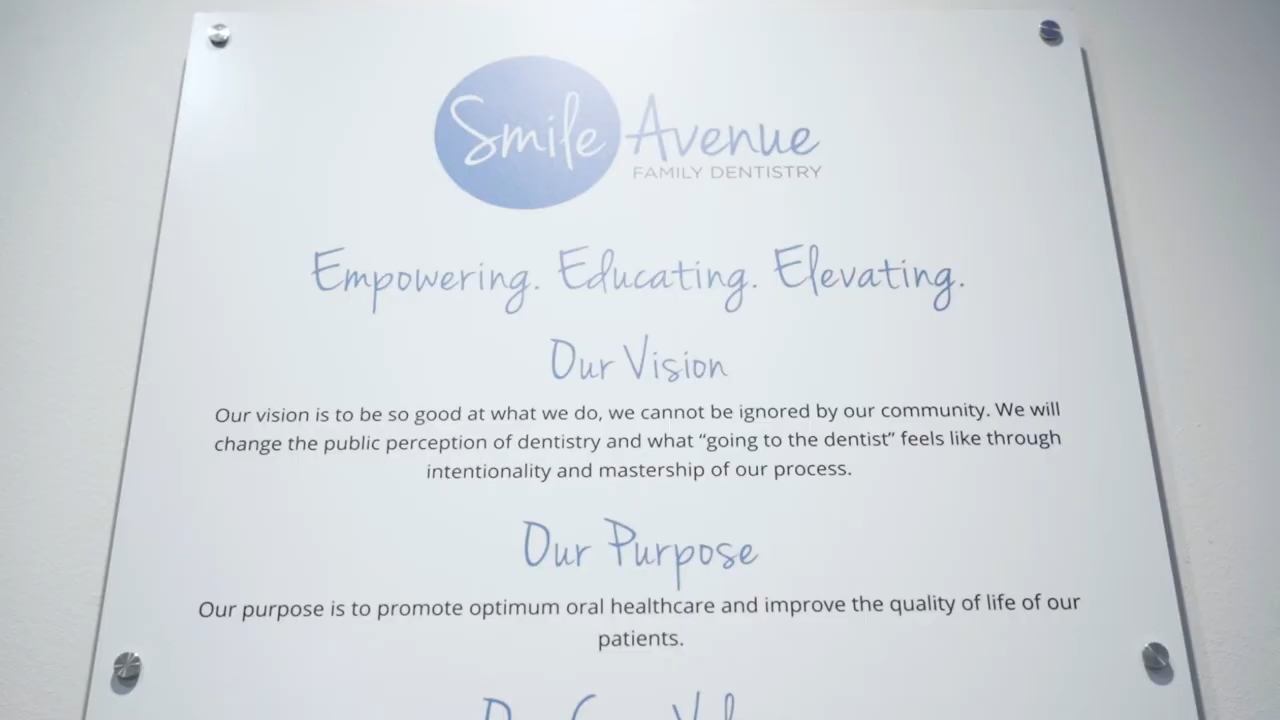 Smile Avenue
FAMILY DENTISTRY
Empowering. Educating. Elevating.
Our Vision
Our vision is to be so good at what we do, we cannot be ignored by our community. We will
change the public perception of dentistry and what “going to the dentist” feels like through
intentionality and mastership of our process.
Our Purpose
Our purpose is to promote optimum oral healthcare and improve the quality of life of our
patients.